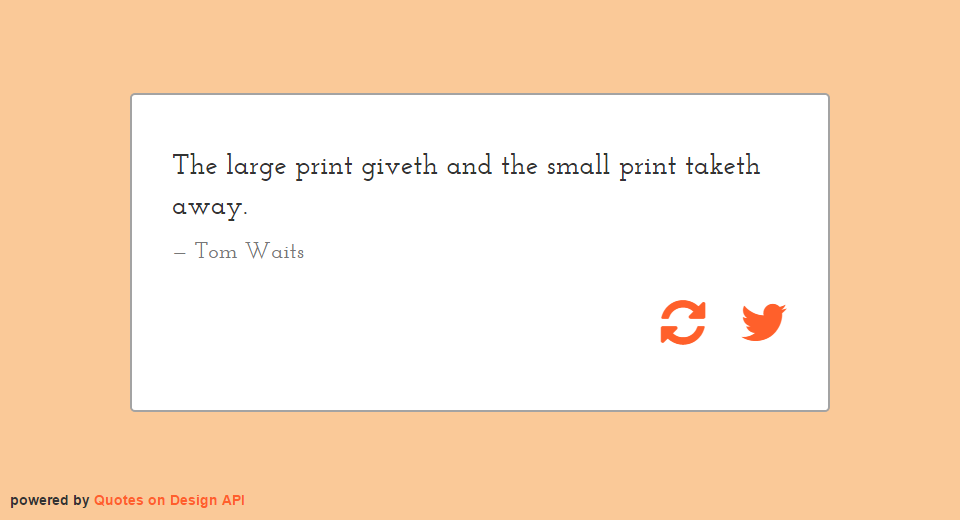 The large print giveth and the small print taketh
away.
– Tom Waits
powered by Quotes on Design API